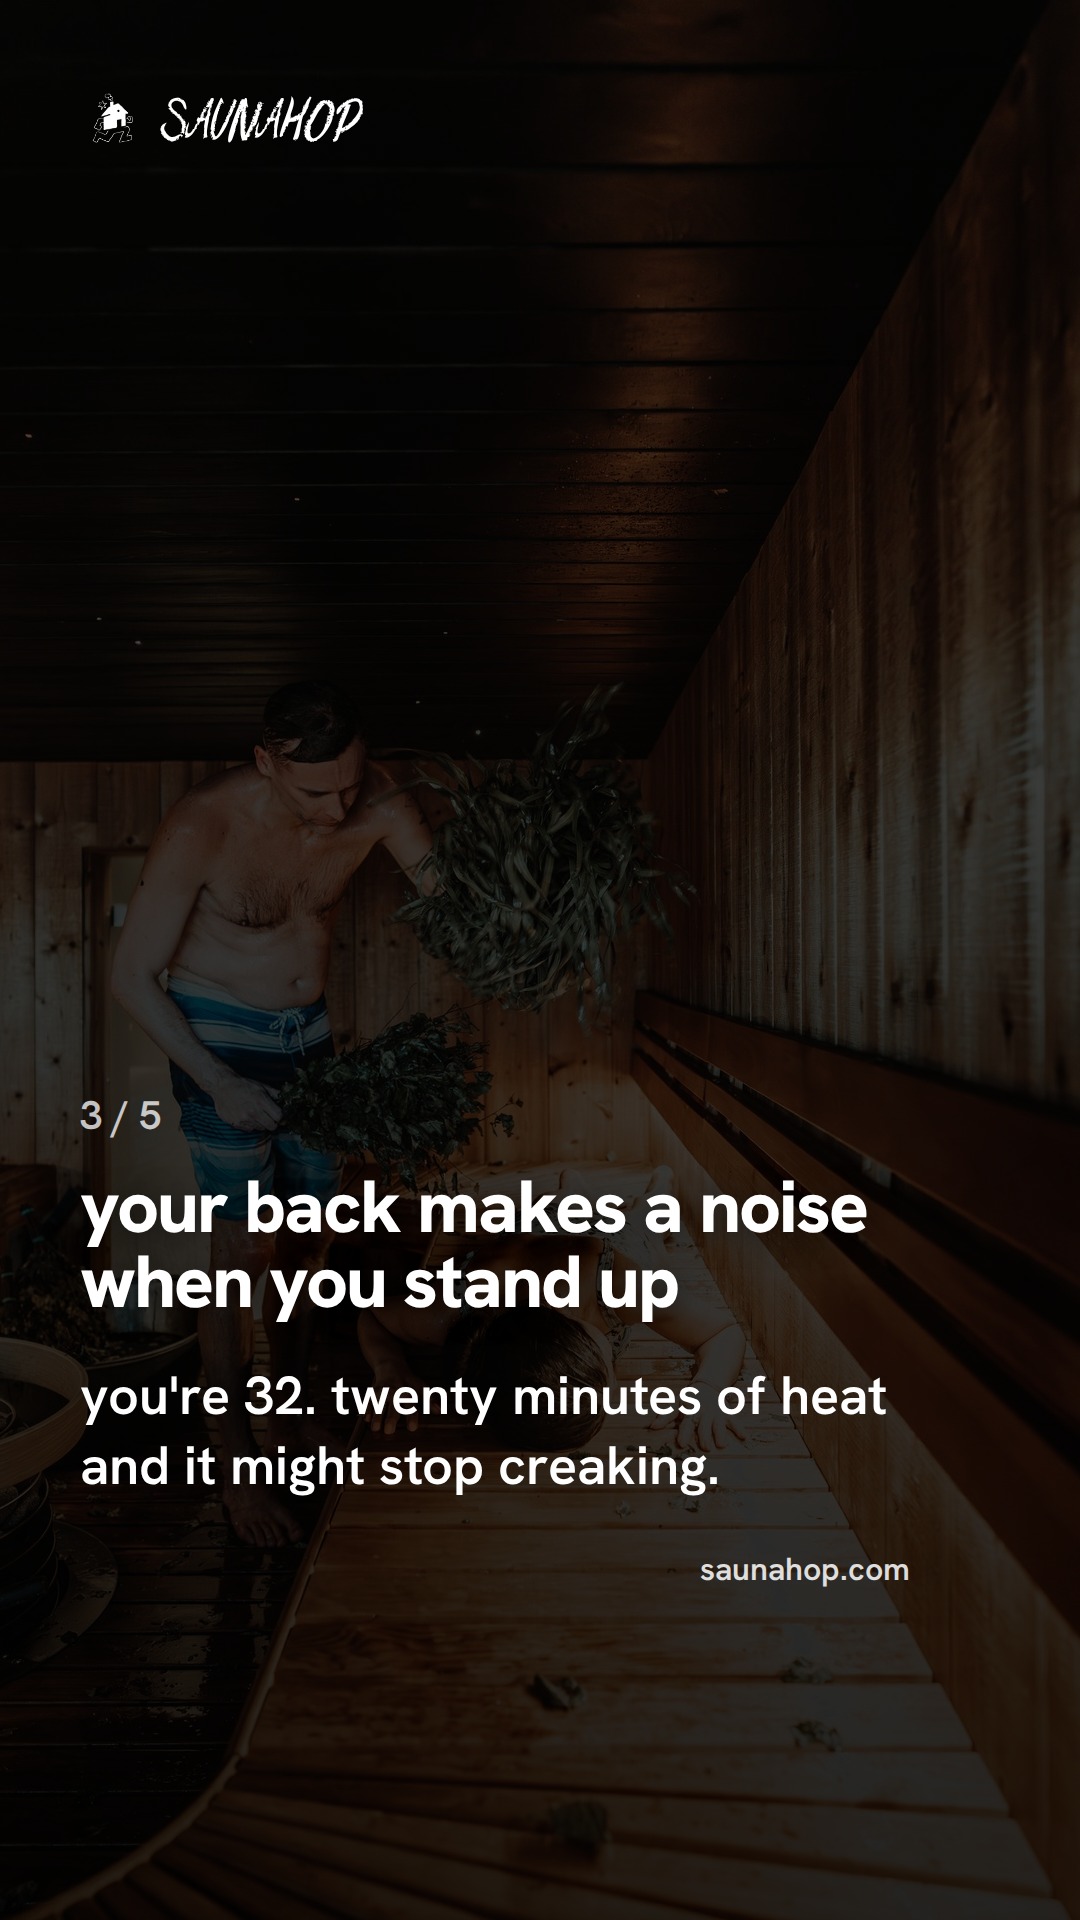 SAUNAHOP
3 / 5
your back makes a noise
when you stand up
you're 32. twenty minutes of heat
and it might stop creaking.
saunahop.com